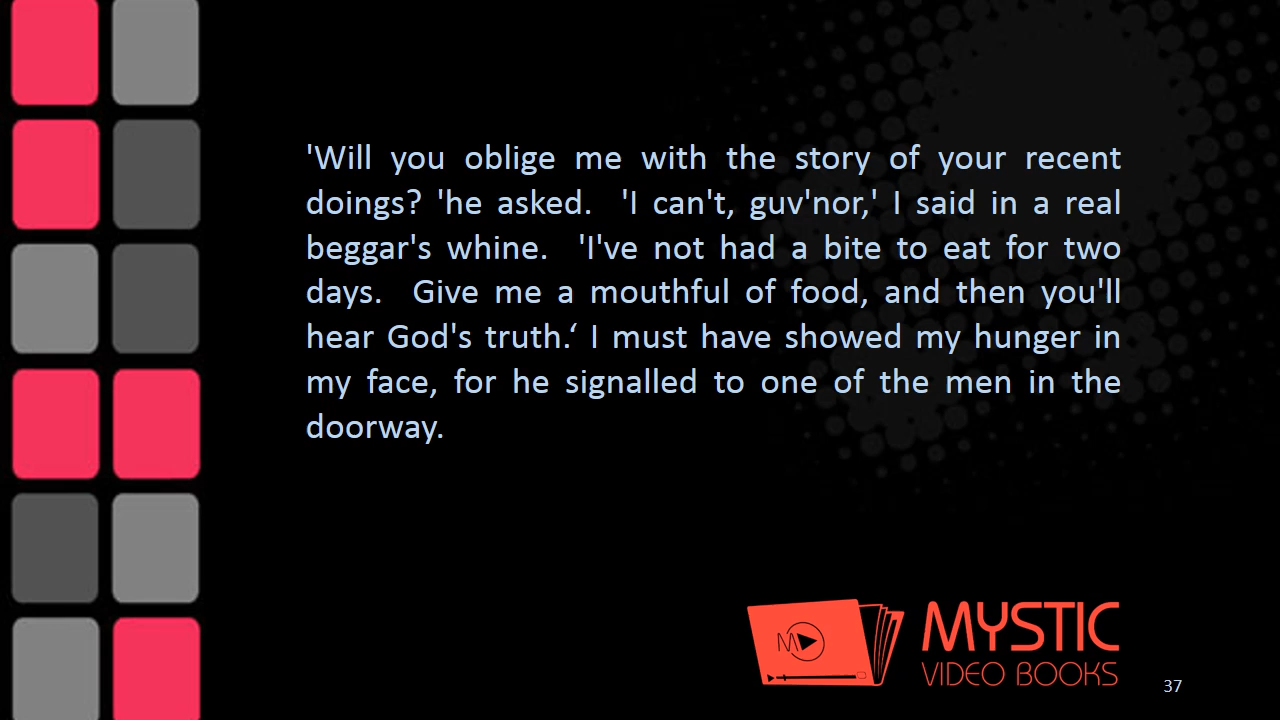 'Will you oblige me with the story of your recent
doings? 'he asked.  'I can't, guv'nor,' I said in a real
beggar's whine.  'I've not had a bite to eat for two
days.  Give me a mouthful of food, and then you'll
hear God's truth.‘ I must have showed my hunger in
my face, for he signalled to one of the men in the
doorway.
M
MYSTIC
VIDEO BOOKS
37